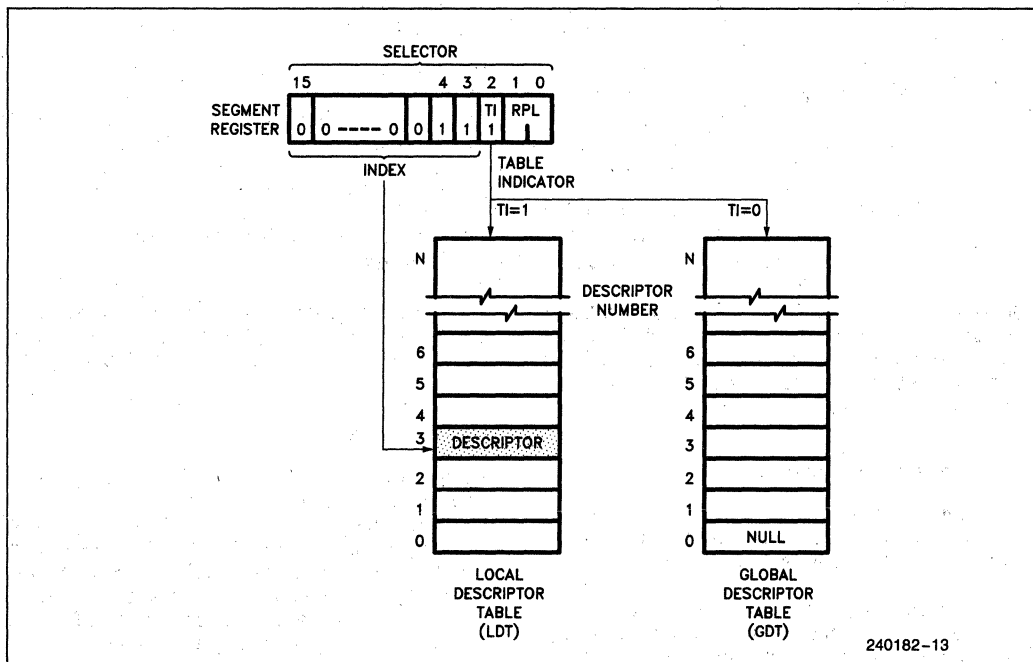 SELECTOR
15 4 3 2 1 0
SEGMENT
REGISTER
TI RPL
0 0 ---- 0 0 1 1 1
INDEX
TABLE
INDICATOR
TI=1 TI=0
N
N
DESCRIPTOR
NUMBER
6
5
4
3
2
1
0
DESCRIPTOR
6
5
4
3
2
1
0
NULL
LOCAL
DESCRIPTOR
TABLE
(LDT)
GLOBAL
DESCRIPTOR
TABLE
(GDT)
240182-13